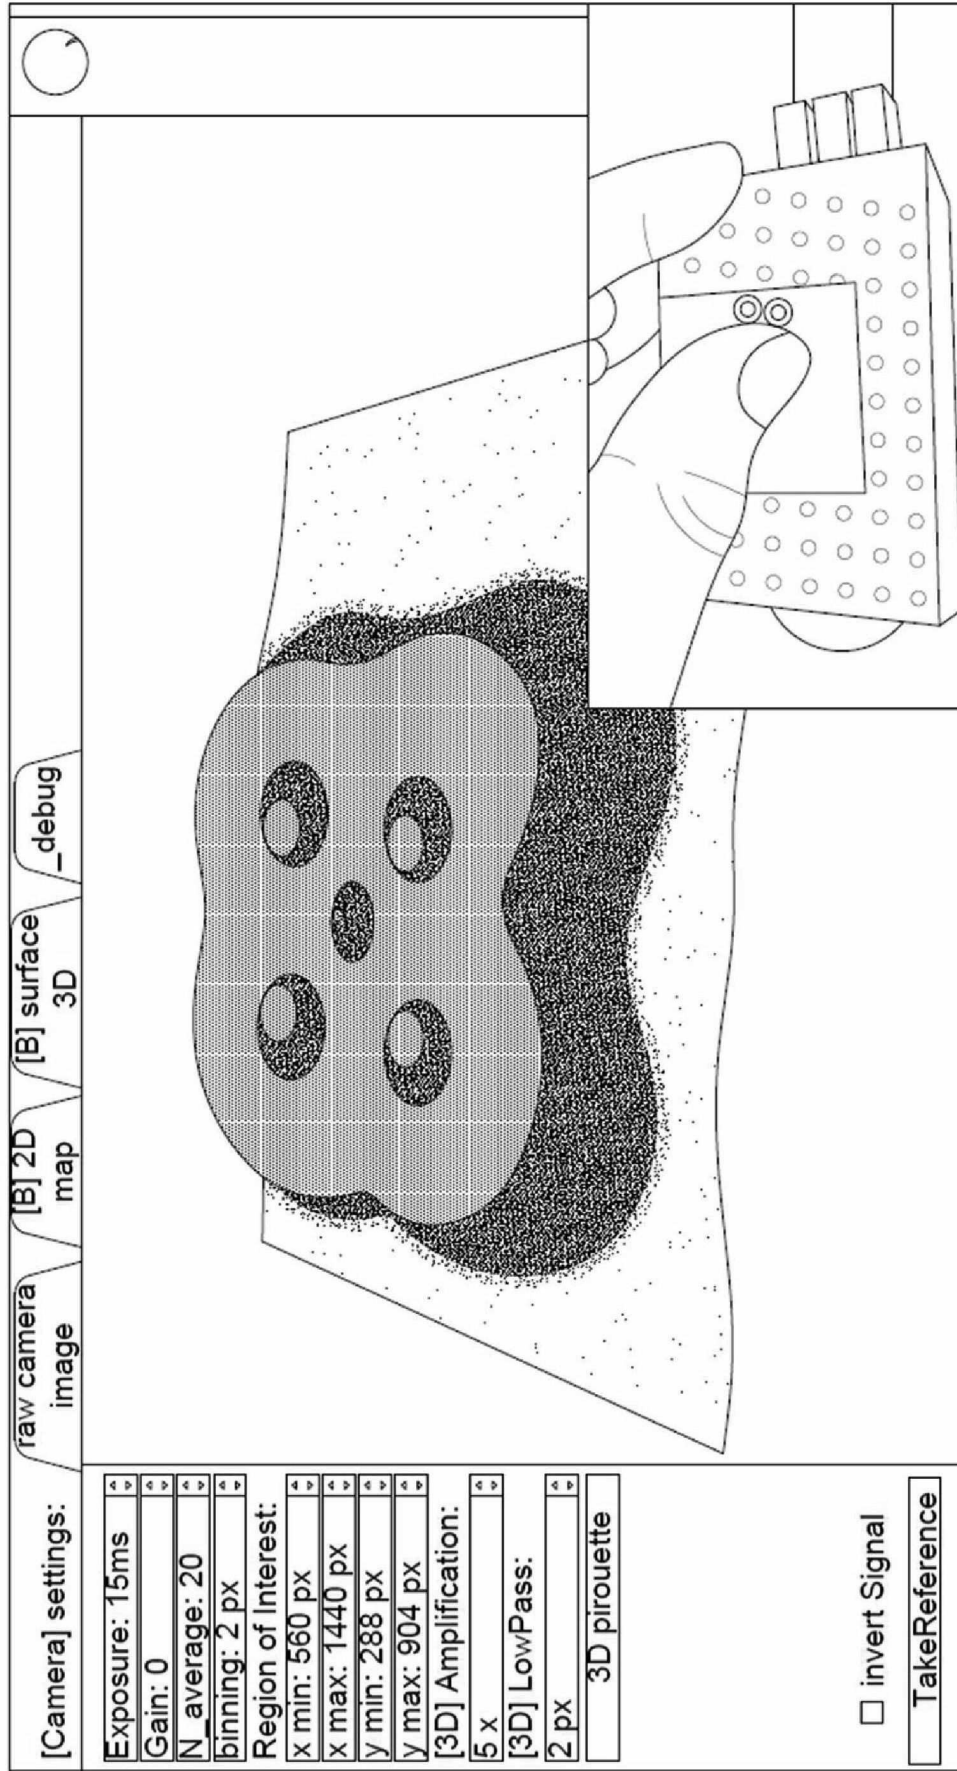 [Camera] settings:
Exposure: 15ms
Gain: 0
N_average: 20
binning: 2 px
Region of Interest:
x min: 560 px
x max: 1440 px
y min: 288 px
y max: 904 px
[3D] Amplification:
5 x
[3D] LowPass:
2 px
3D pirouette
invert Signal
TakeReference
raw camera
image
[B] 2D
map
[B] surface
3D
_debug